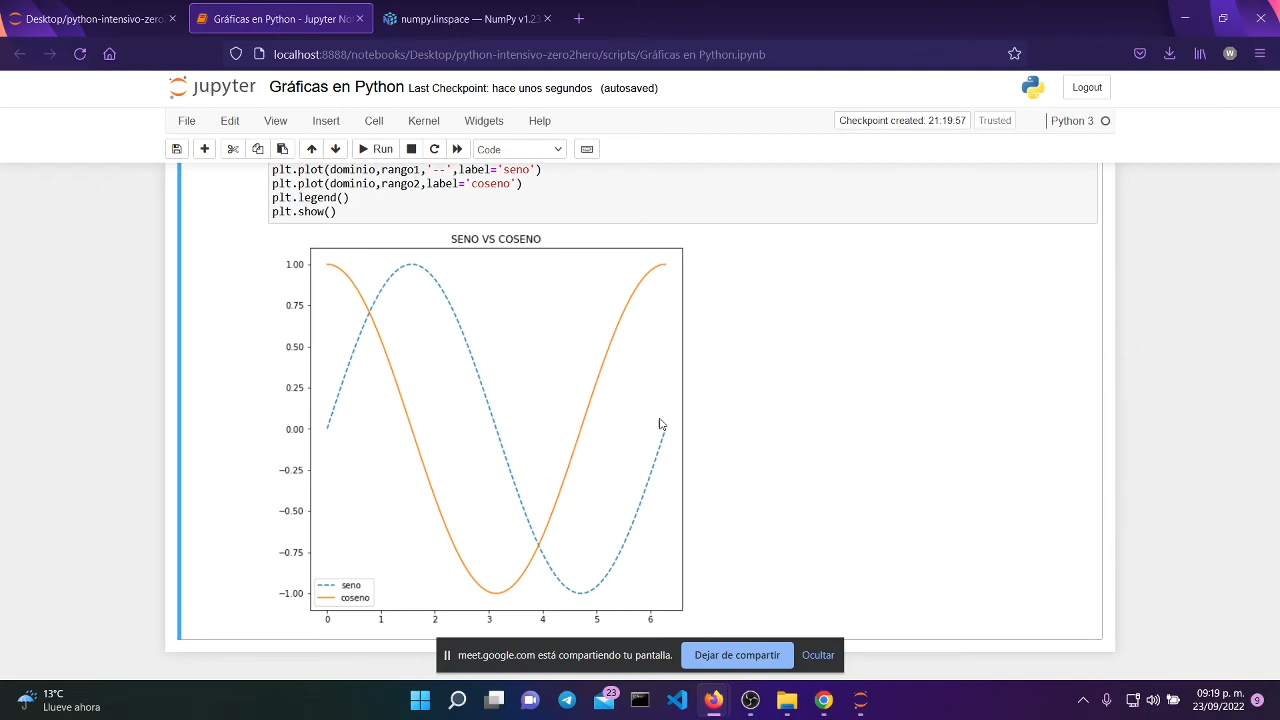 Desktop/python-intensivo-zero
Gráficas en Python - Jupyter No
numpy.linspace — NumPy v1.23
localhost:8888/notebooks/Desktop/python-intensivo-zero2hero/scripts/Gráficas en Python.ipynb
W
jupyter Gráficas en Python Last Checkpoint: hace unos segundos (autosaved)
Logout
File Edit View Insert Cell Kernel Widgets Help
Checkpoint created: 21:19:57 Trusted Python 3
Run Code
plt.plot(dominio,rango1,'--',label='seno')
plt.plot(dominio,rango2,label='coseno')
plt.legend()
plt.show()
SENO VS COSENO
1.00
0.75
0.50
0.25
0.00
−0.25
−0.50
−0.75
−1.00
seno
coseno
0 1 2 3 4 5 6
meet.google.com está compartiendo tu pantalla. Dejar de compartir Ocultar
13°C
Llueve ahora
23
09:19 p. m.
23/09/2022
9